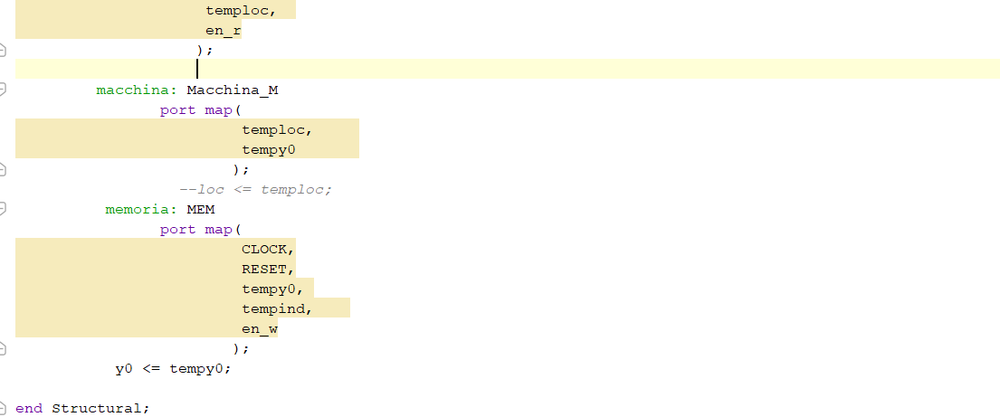 temploc,
en_r
);
macchina: Macchina_M
port map(
temploc,
tempy0
);
--loc <= temploc;
memoria: MEM
port map(
CLOCK,
RESET,
tempy0,
tempind,
en_w
);
y0 <= tempy0;
end Structural;